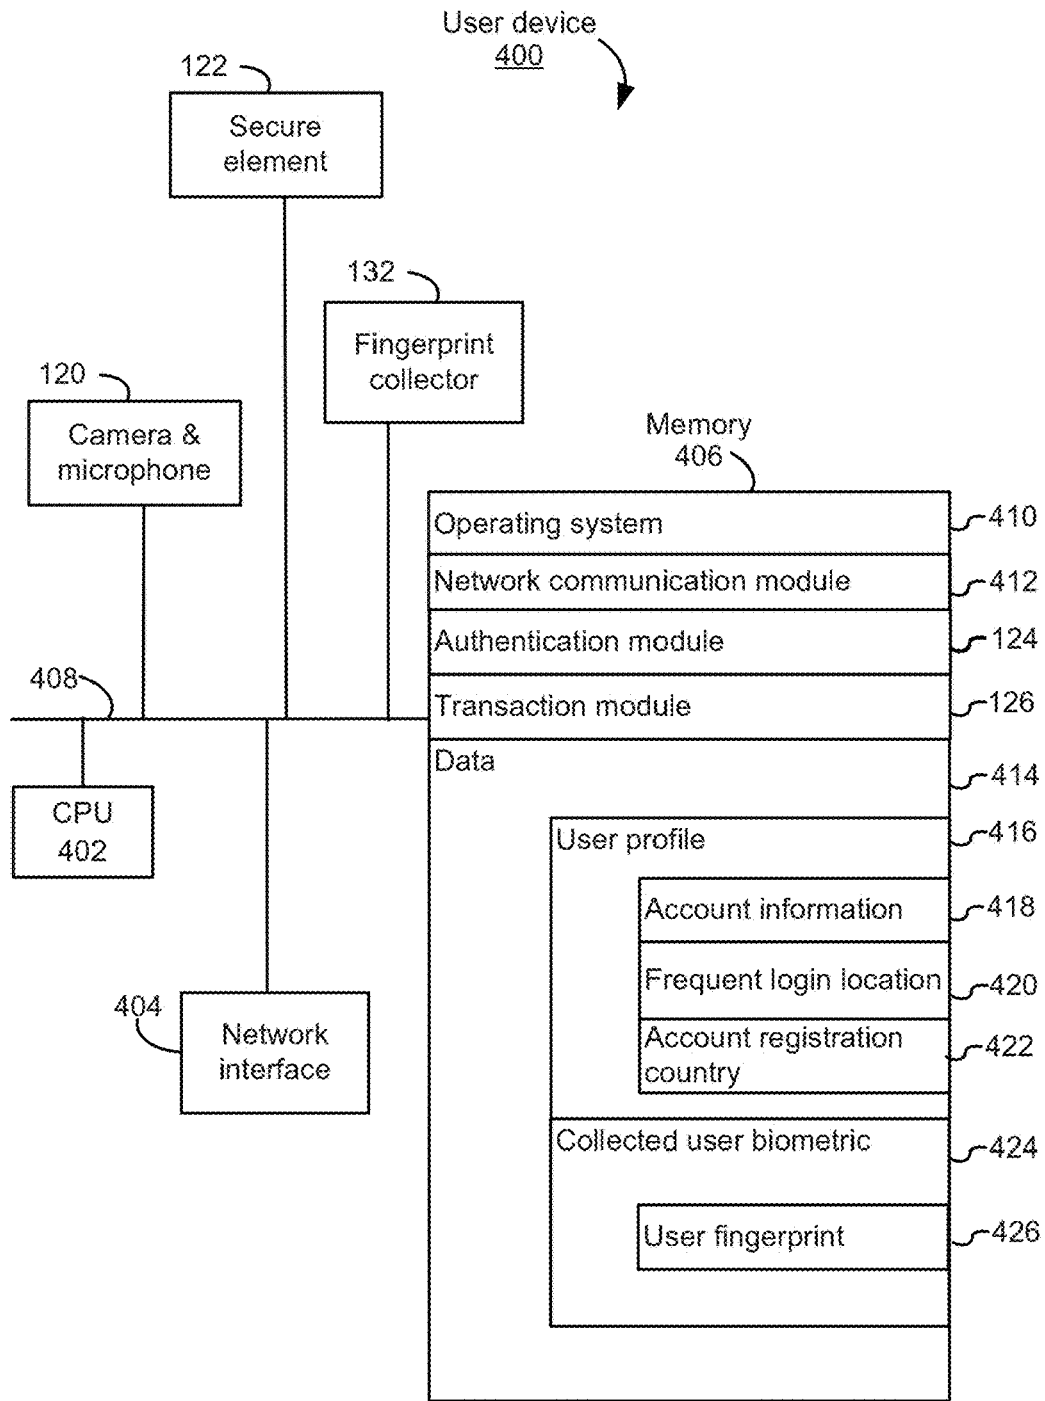 User device
400
122
Secure
element
132
Fingerprint
collector
120
Camera &
microphone
Memory
406
Operating system
410
Network communication module
412
Authentication module
124
408
Transaction module
126
Data
414
CPU
402
User profile
416
Account information
418
Frequent login location
420
404
Network
interface
Account registration
country
422
Collected user biometric
424
User fingerprint
426